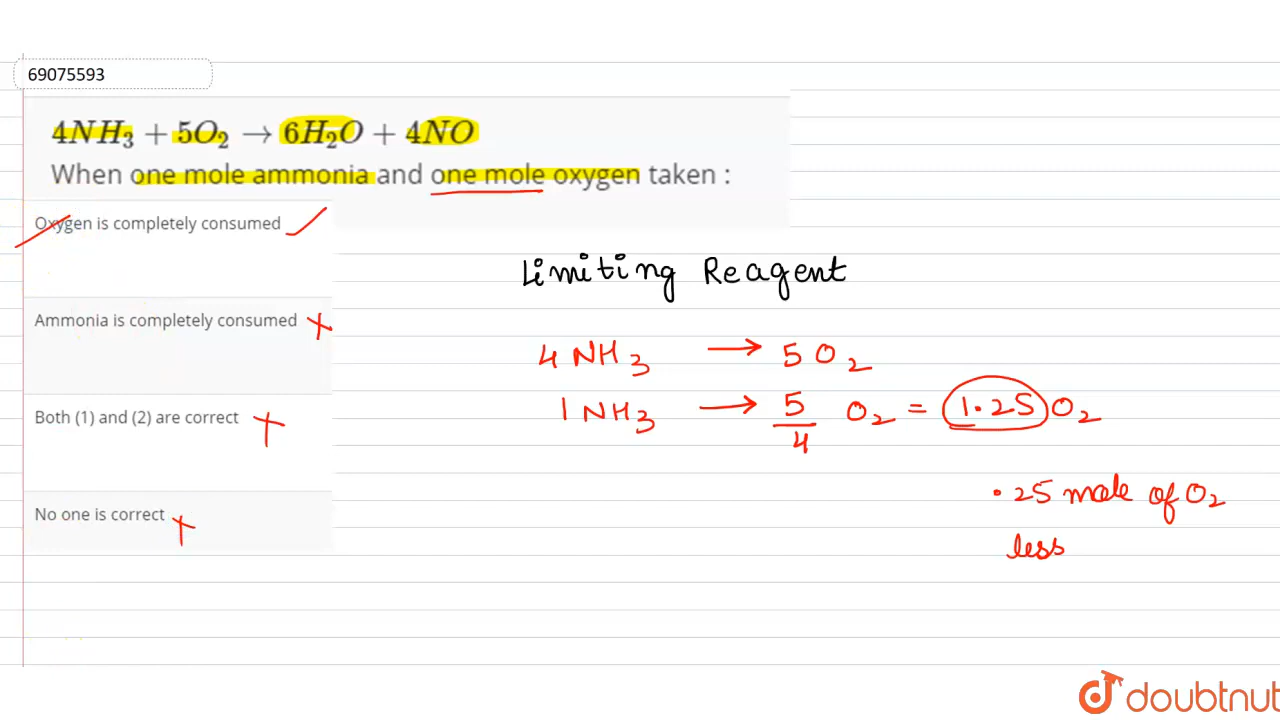 69075593
4NH₃ + 5O₂ → 6H₂O + 4NO
When one mole ammonia and one mole oxygen taken :
Oxygen is completely consumed
Ammonia is completely consumed
Both (1) and (2) are correct
No one is correct
Limiting Reagent
4 NH₃ → 5 O₂
1 NH₃ → 5/4 O₂ = 1.25 O₂
.25 mole of O₂
less
doubtnut